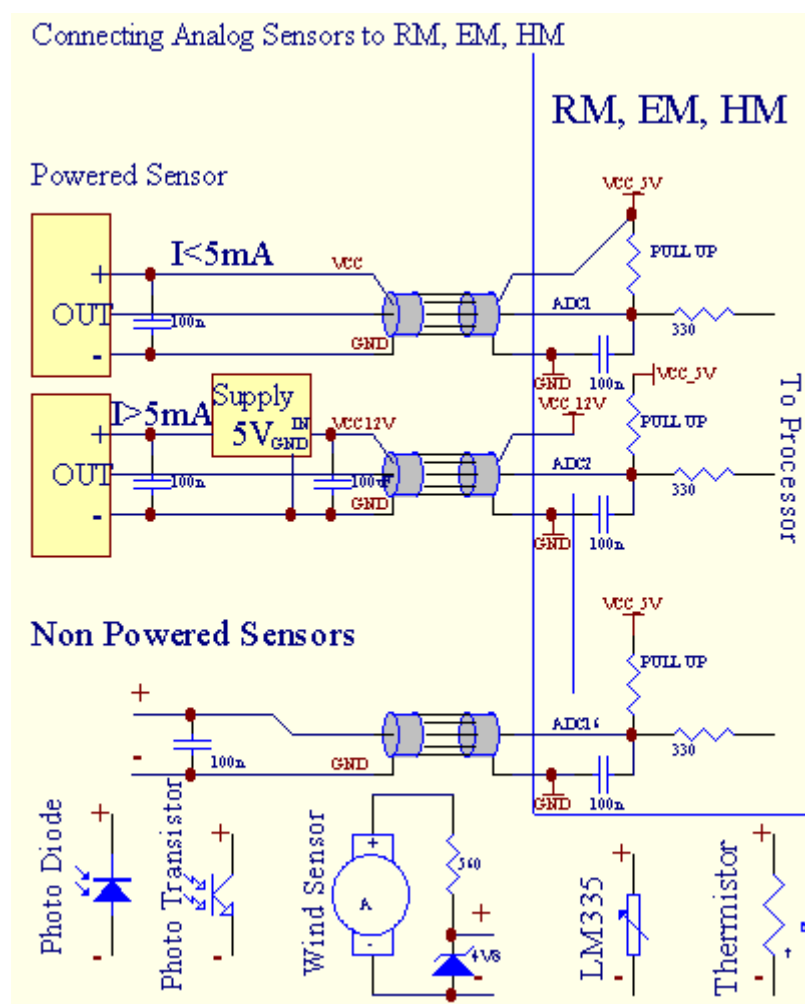 Connecting Analog Sensors to RM, EM, HM
RM, EM, HM
Powered Sensor
VCC_5V
+
I<5mA
VCC
PULL UP
OUT
100n
ADC1
330
-
GND
GND
100n
VCC_5V
I>5mA
Supply
5V
IN
GND
VCC12V
VCC_12V
+
PULL UP
OUT
100n
100n
ADC2
330
-
GND
GND
100n
To Processor
Non Powered Sensors
VCC_5V
PULL UP
+
ADC16
-
100n
GND
330
GND
100n
Photo Diode
+
-
Photo Transistor
+
-
Wind Sensor
+
A
-
560
+
4V8
-
LM335
+
-
Thermistor
+
-